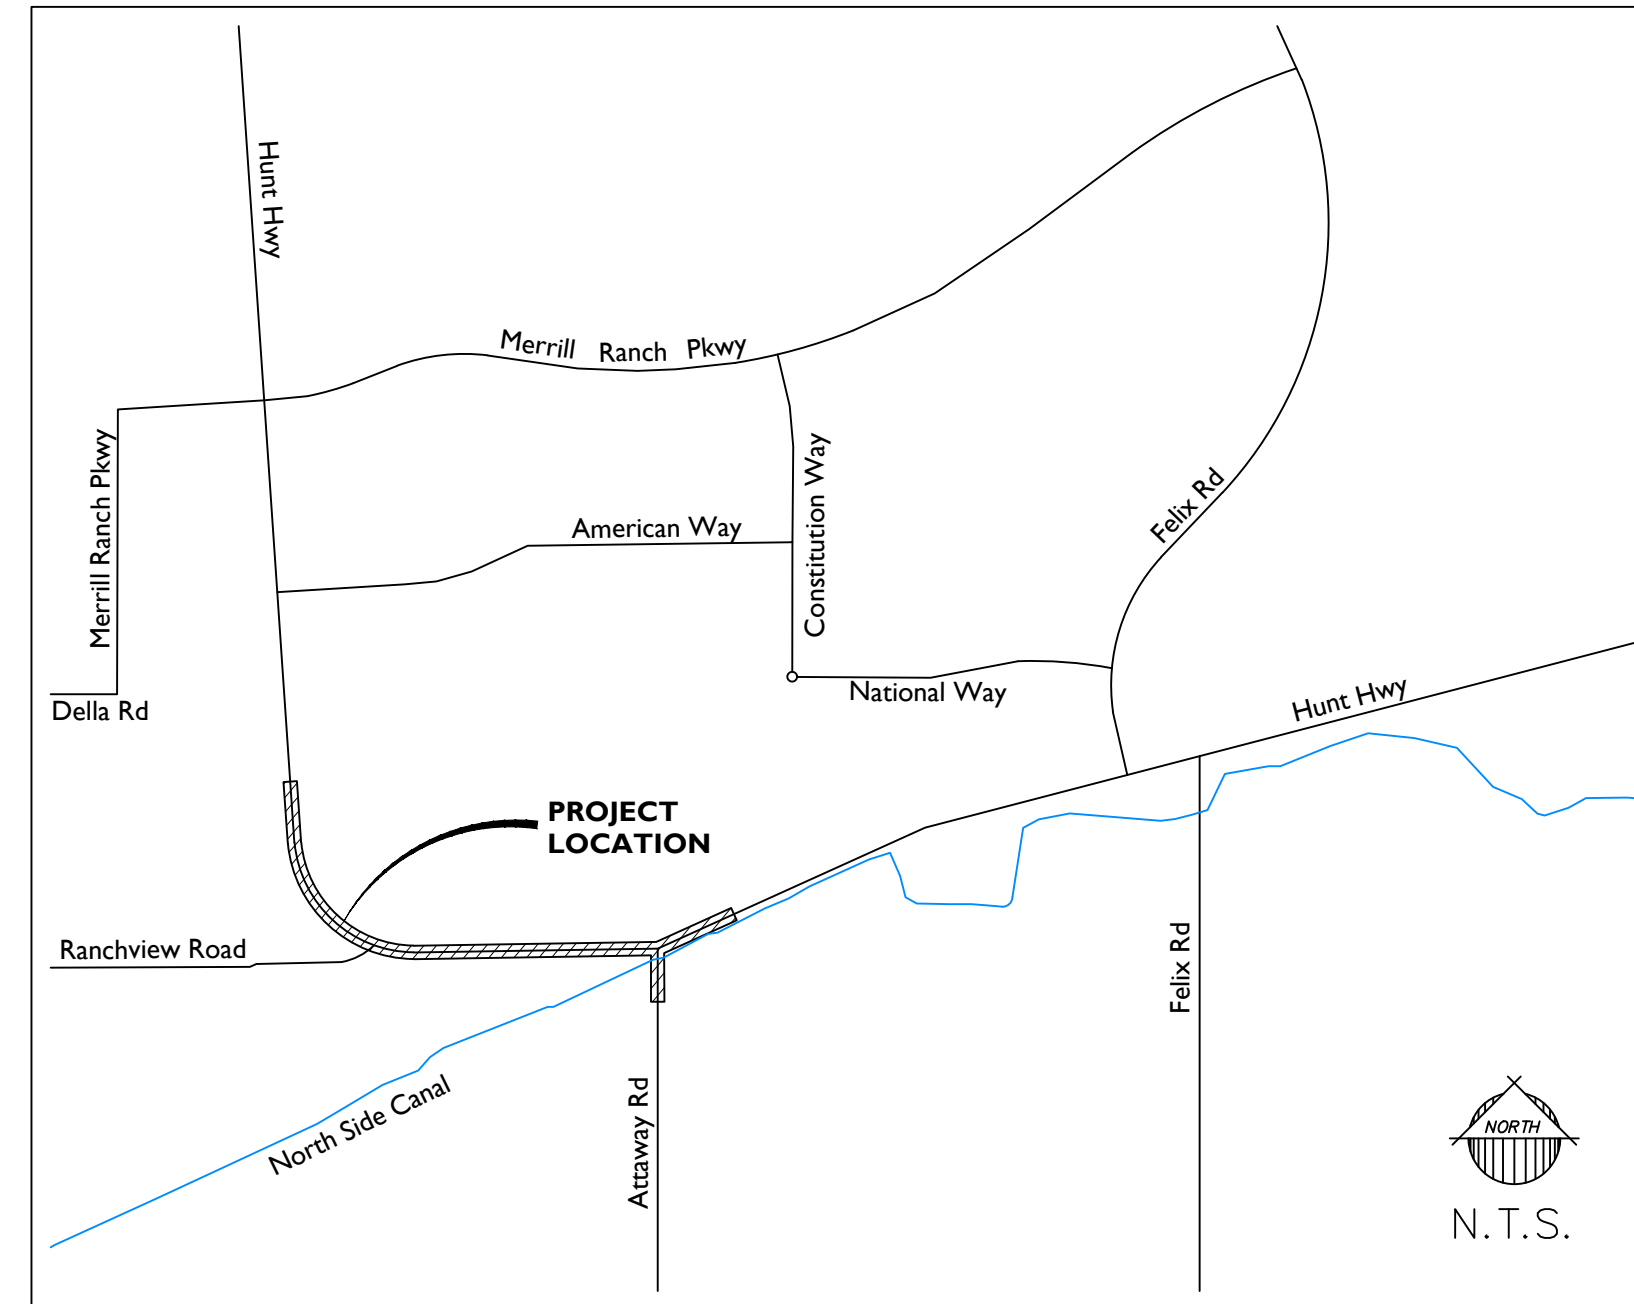 Hunt Hwy
Merrill Ranch Pkwy
Merrill Ranch Pkwy
Constitution Way
American Way
Felix Rd
National Way
Hunt Hwy
Della Rd
PROJECT
LOCATION
Ranchview Road
Felix Rd
North Side Canal
Attaway Rd
NORTH
N.T.S.